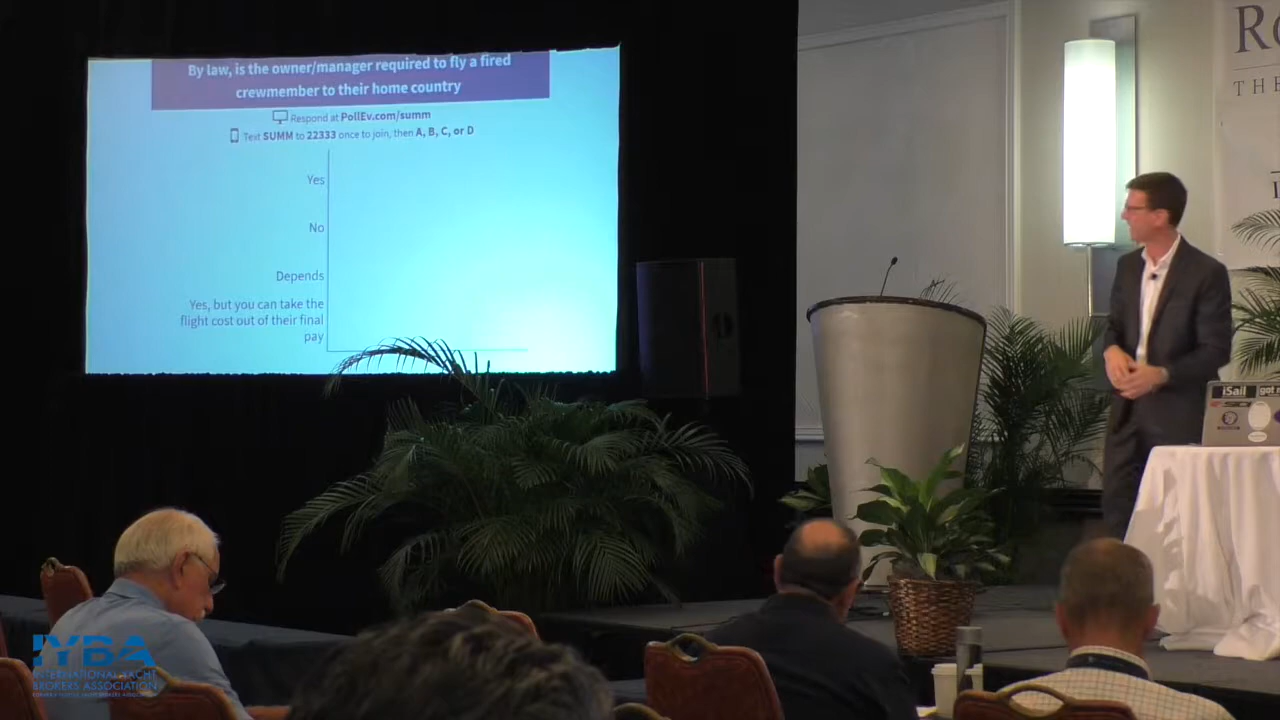 By law, is the owner/manager required to fly a fired
crewmember to their home country
Respond at PollEv.com/summ
Text SUMM to 22333 once to join, then A, B, C, or D
Yes
No
Depends
Yes, but you can take the
flight cost out of their final
pay
THE
iSail
got
IYBA
INTERNATIONAL YACHT
BROKERS ASSOCIATION